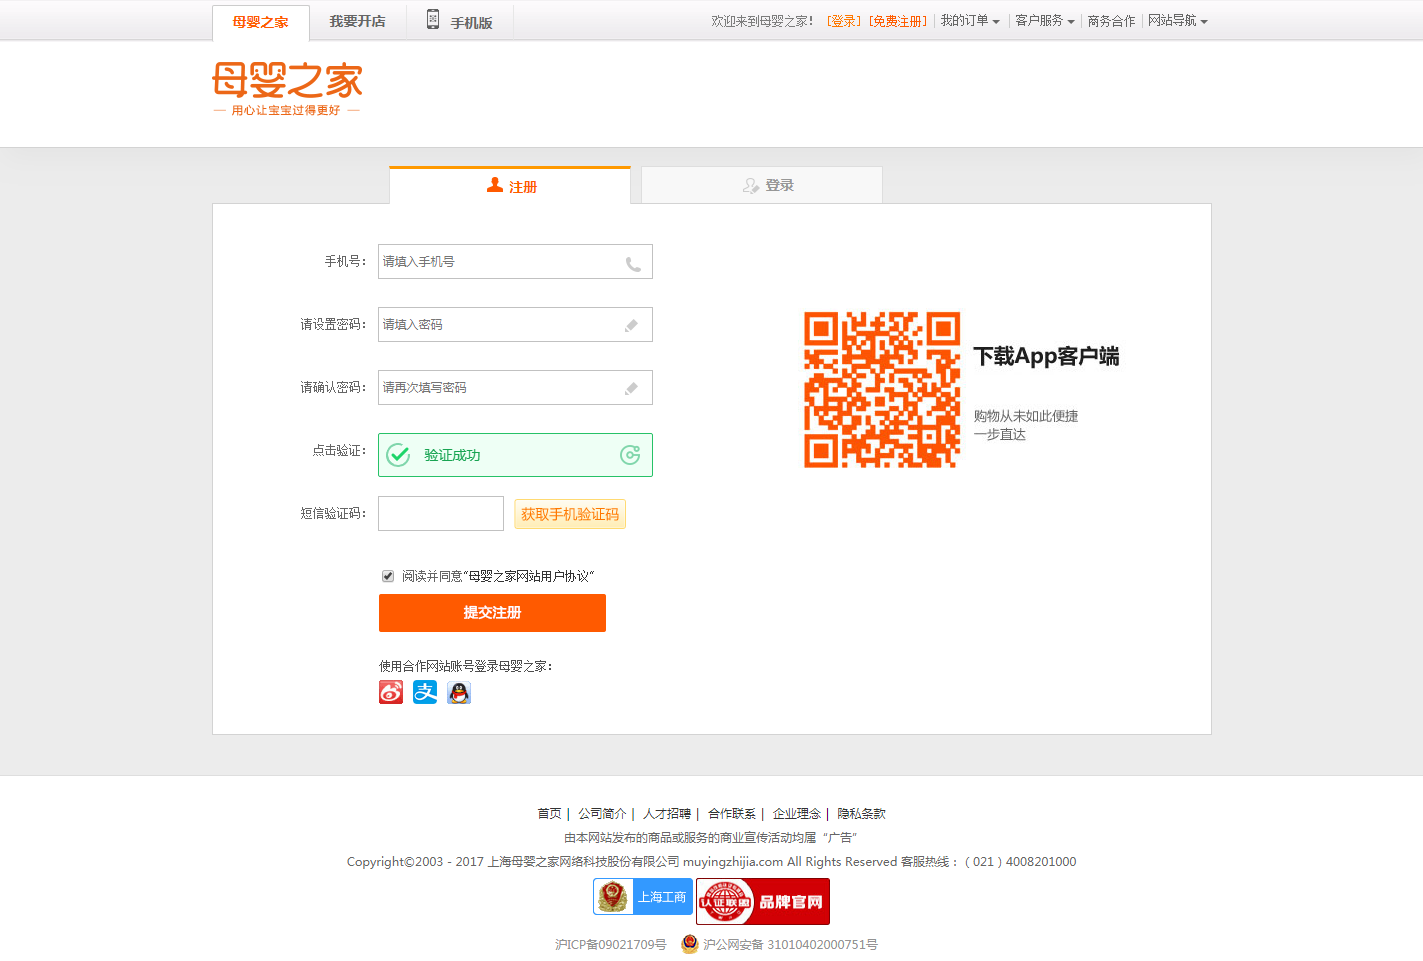 母婴之家 我要开店 手机版 欢迎来到母婴之家！ [登录] [免费注册] 我的订单 客户服务 商务合作 网站导航
母婴之家
用心让宝宝过得更好
注册 登录
手机号： 请填入手机号
请设置密码： 请填入密码
请确认密码： 请再次填写密码
点击验证： 验证成功
短信验证码： 获取手机验证码
下载App客户端
购物从未如此便捷
一步直达
阅读并同意“母婴之家网站用户协议”
提交注册
使用合作网站账号登录母婴之家：
支
首页 | 公司简介 | 人才招聘 | 合作联系 | 企业理念 | 隐私条款
由本网站发布的商品或服务的商业宣传活动均属“广告”
Copyright©2003 - 2017 上海母婴之家网络科技股份有限公司 muyingzhijia.com All Rights Reserved 客服热线：（021）4008201000
上海工商 认证联盟 品牌官网
沪ICP备09021709号 沪公网安备 31010402000751号